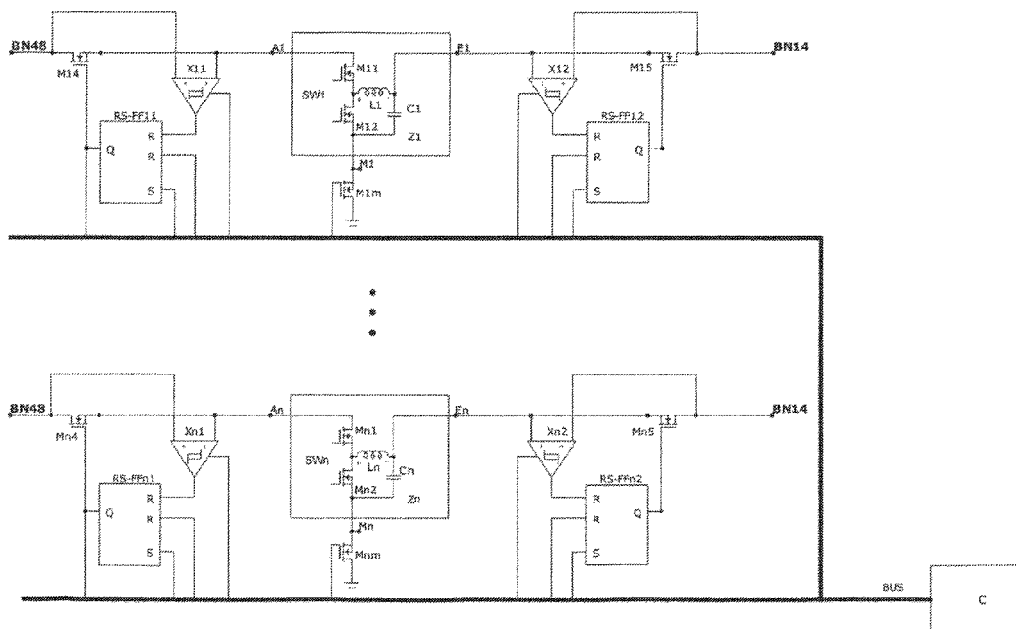 BN48
M14
X11
A1
M11
SW1
L1
C1
M12
Z1
M1
M1m
E1
X12
M15
BN14
RS-FF11
Q
R
R
S
RS-FF12
R
R
S
Q
BN48
Mn4
Xn1
An
Mn1
SWn
Ln
Cn
Mn2
Zn
Mn
Mnm
En
Xn2
Mn5
BN14
RS-FFn1
Q
R
R
S
RS-FFn2
R
R
S
Q
BUS
C